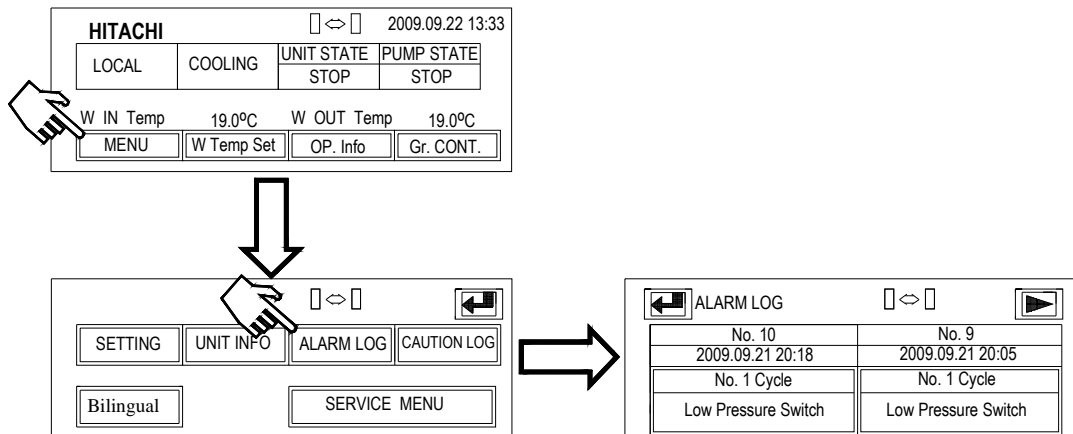 HITACHI 2009.09.22 13:33
LOCAL COOLING UNIT STATE PUMP STATE
STOP STOP
W IN Temp 19.0ºC W OUT Temp 19.0ºC
MENU W Temp Set OP. Info Gr. CONT.
SETTING UNIT INFO ALARM LOG CAUTION LOG
Bilingual SERVICE MENU
ALARM LOG
No. 10 No. 9
2009.09.21 20:18 2009.09.21 20:05
No. 1 Cycle No. 1 Cycle
Low Pressure Switch Low Pressure Switch